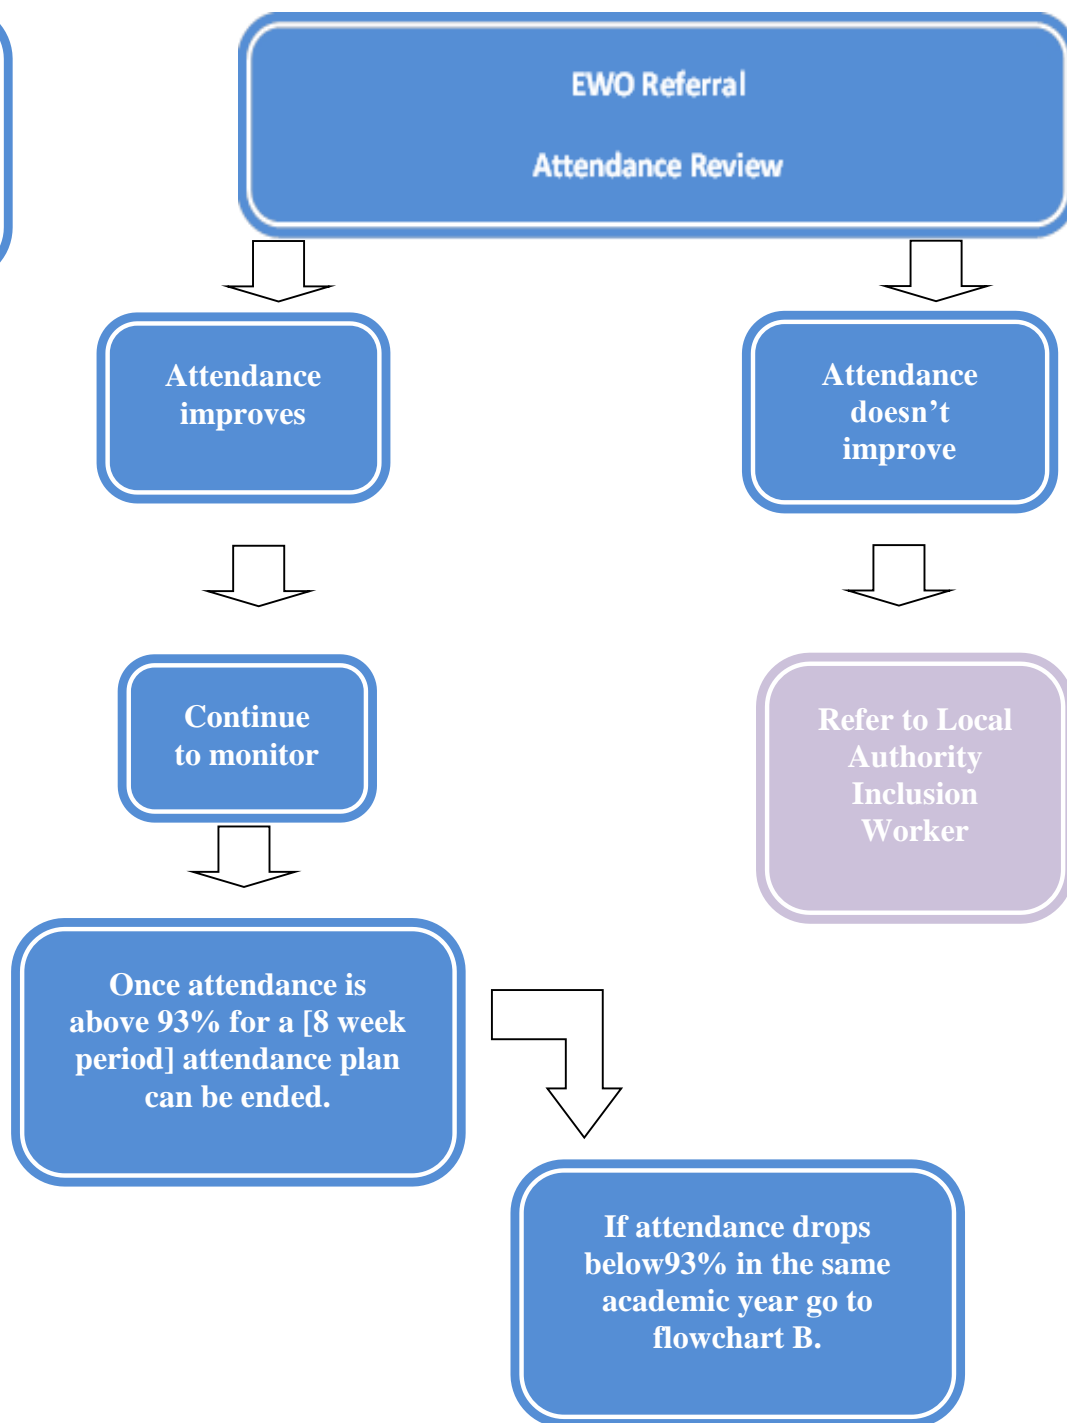 EWO Referral
Attendance Review
Attendance
improves
Attendance
doesn’t
improve
Continue
to monitor
Refer to Local
Authority
Inclusion
Worker
Once attendance is
above 93% for a [8 week
period] attendance plan
can be ended.
If attendance drops
below93% in the same
academic year go to
flowchart B.